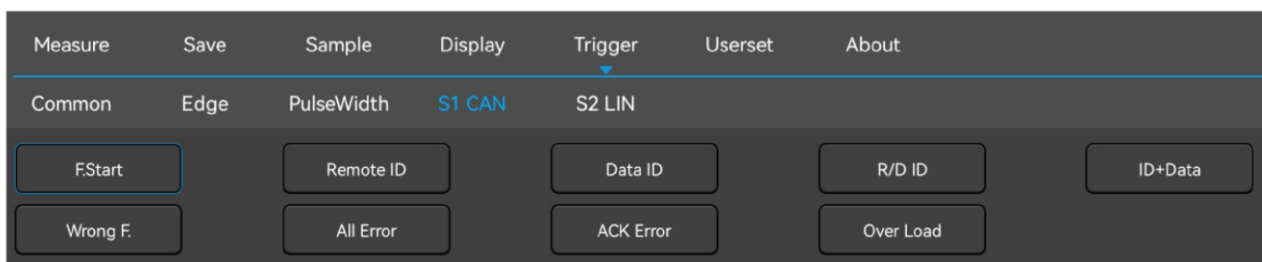 Measure Save Sample Display Trigger Userset About
Common Edge PulseWidth S1 CAN S2 LIN
F.Start Remote ID Data ID R/D ID ID+Data
Wrong F. All Error ACK Error Over Load